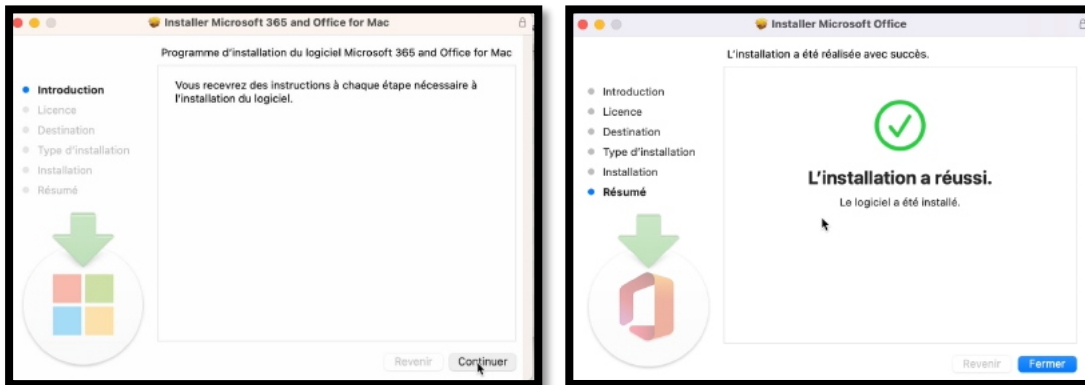 Installer Microsoft 365 and Office for Mac
Programme d'installation du logiciel Microsoft 365 and Office for Mac
Introduction
Licence
Destination
Type d'installation
Installation
Résumé
Vous recevrez des instructions à chaque étape nécessaire à
l'installation du logiciel.
Revenir
Continuer
Installer Microsoft Office
L'installation a été réalisée avec succès.
Introduction
Licence
Destination
Type d'installation
Installation
Résumé
L'installation a réussi.
Le logiciel a été installé.
Revenir
Fermer